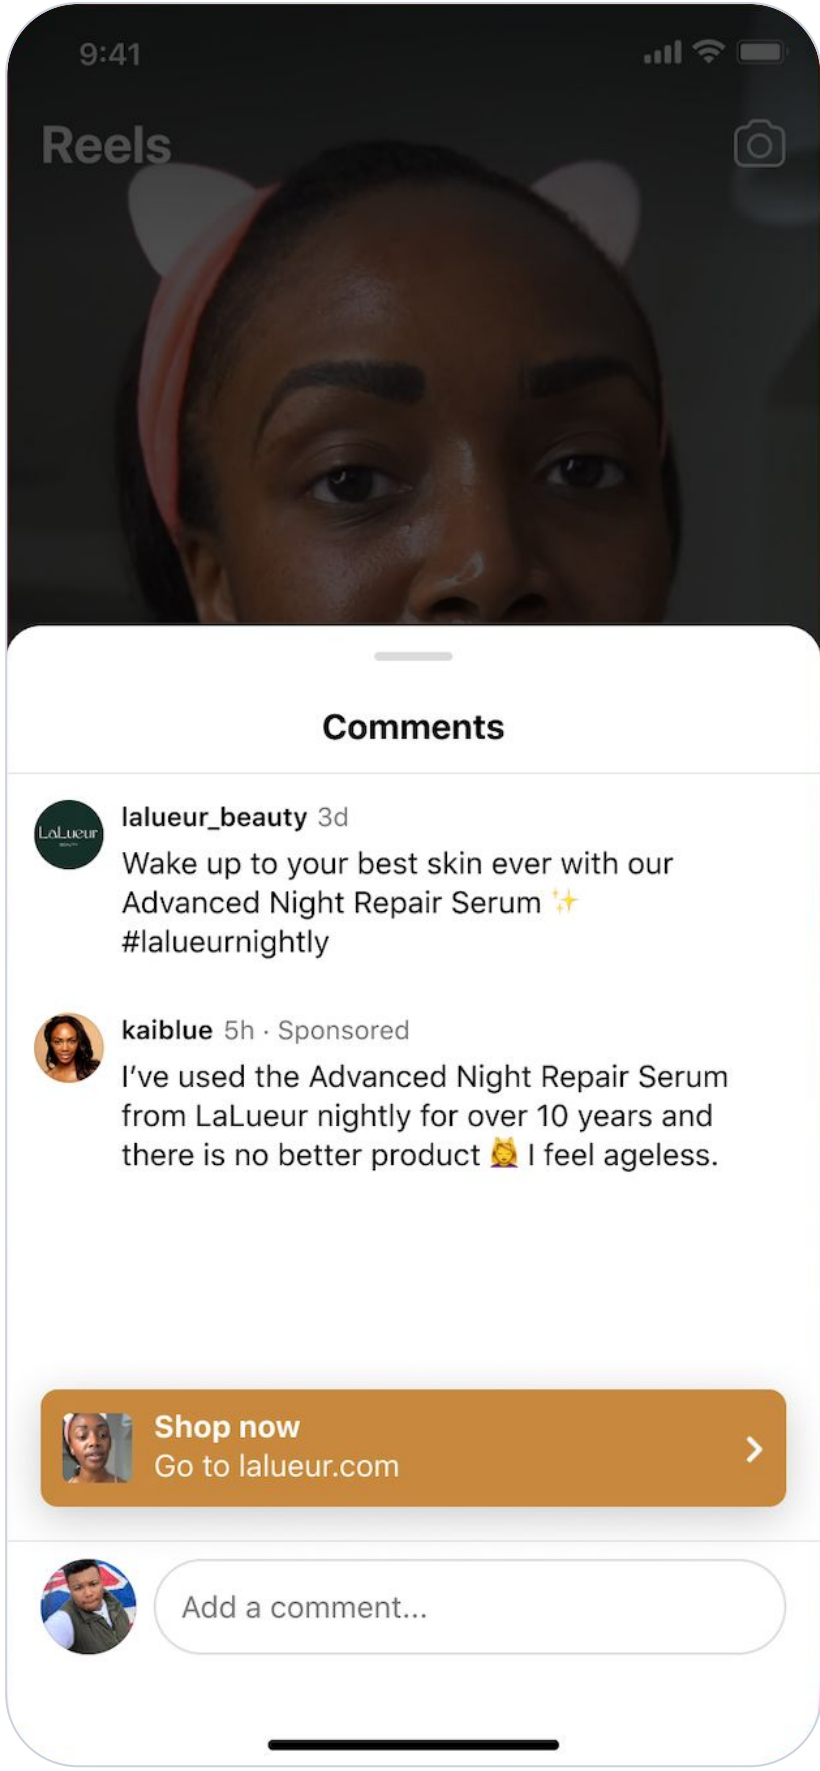 9:41
Reels
Comments
lalueur_beauty 3d
LaLueur
BEAUTY
Wake up to your best skin ever with our
Advanced Night Repair Serum ✨
#lalueurnightly
kaiblue 5h · Sponsored
I’ve used the Advanced Night Repair Serum
from LaLueur nightly for over 10 years and
there is no better product 💆‍♀️ I feel ageless.
Shop now
Go to lalueur.com
Add a comment...